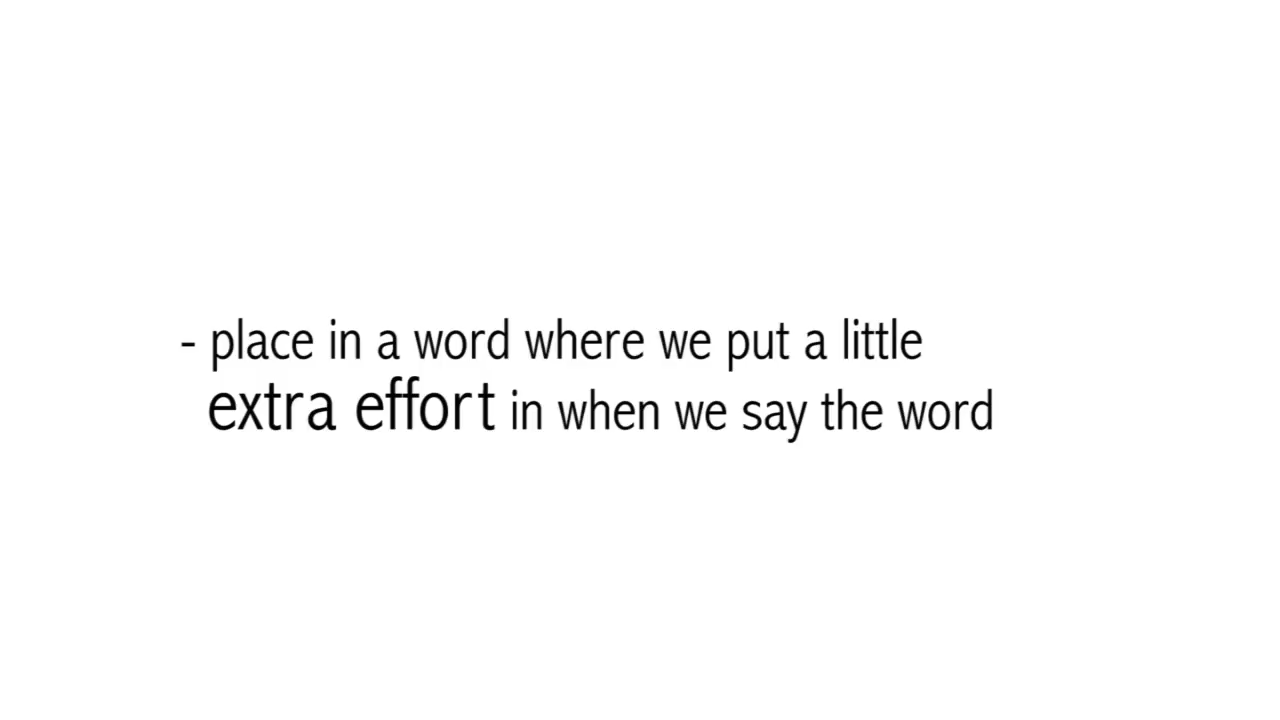 - place in a word where we put a little
extra effort in when we say the word